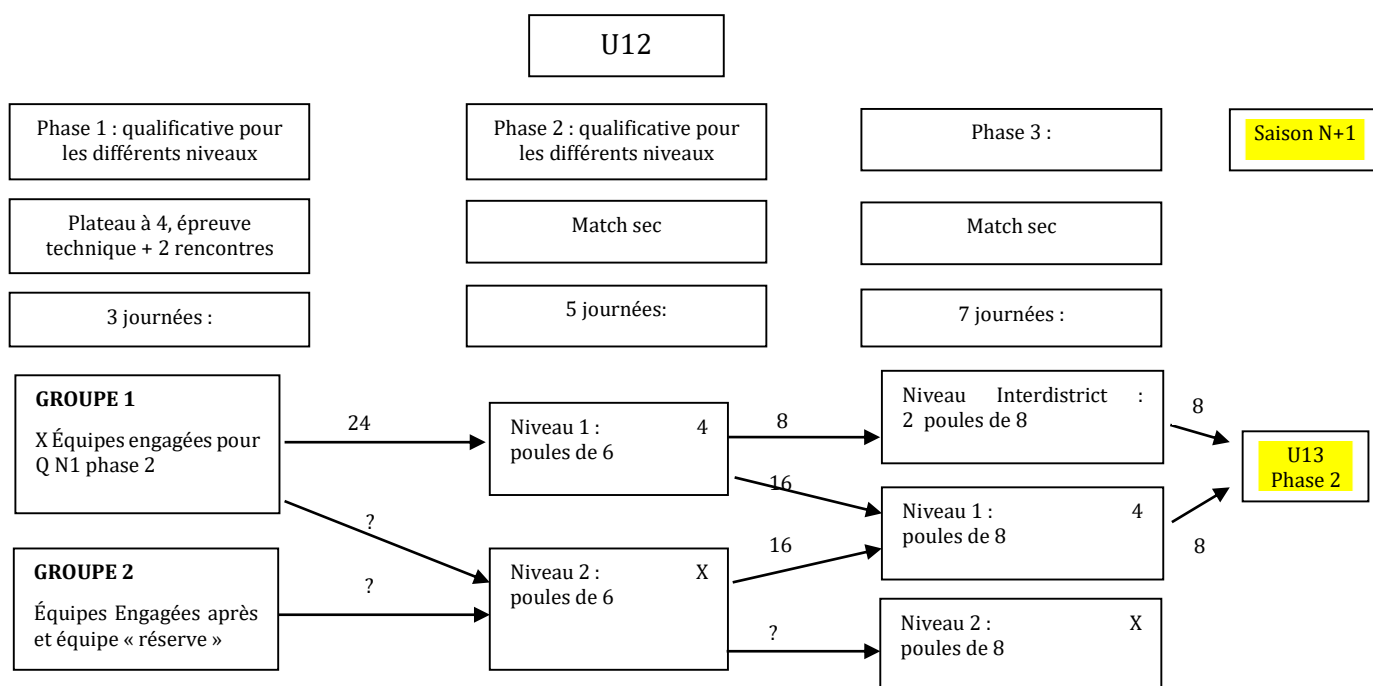 U12
Phase 1 : qualificative pour
les différents niveaux
Phase 2 : qualificative pour
les différents niveaux
Phase 3 :
Saison N+1
Plateau à 4, épreuve
technique + 2 rencontres
Match sec
Match sec
3 journées :
5 journées:
7 journées :
GROUPE 1
X Équipes engagées pour
Q N1 phase 2
24
?
Niveau 1 : 4
poules de 6
8
16
Niveau Interdistrict :
2 poules de 8
8
U13
Phase 2
Niveau 1 : 4
poules de 8
8
GROUPE 2
Équipes Engagées après
et équipe « réserve »
?
Niveau 2 : X
poules de 6
16
?
Niveau 2 : X
poules de 8